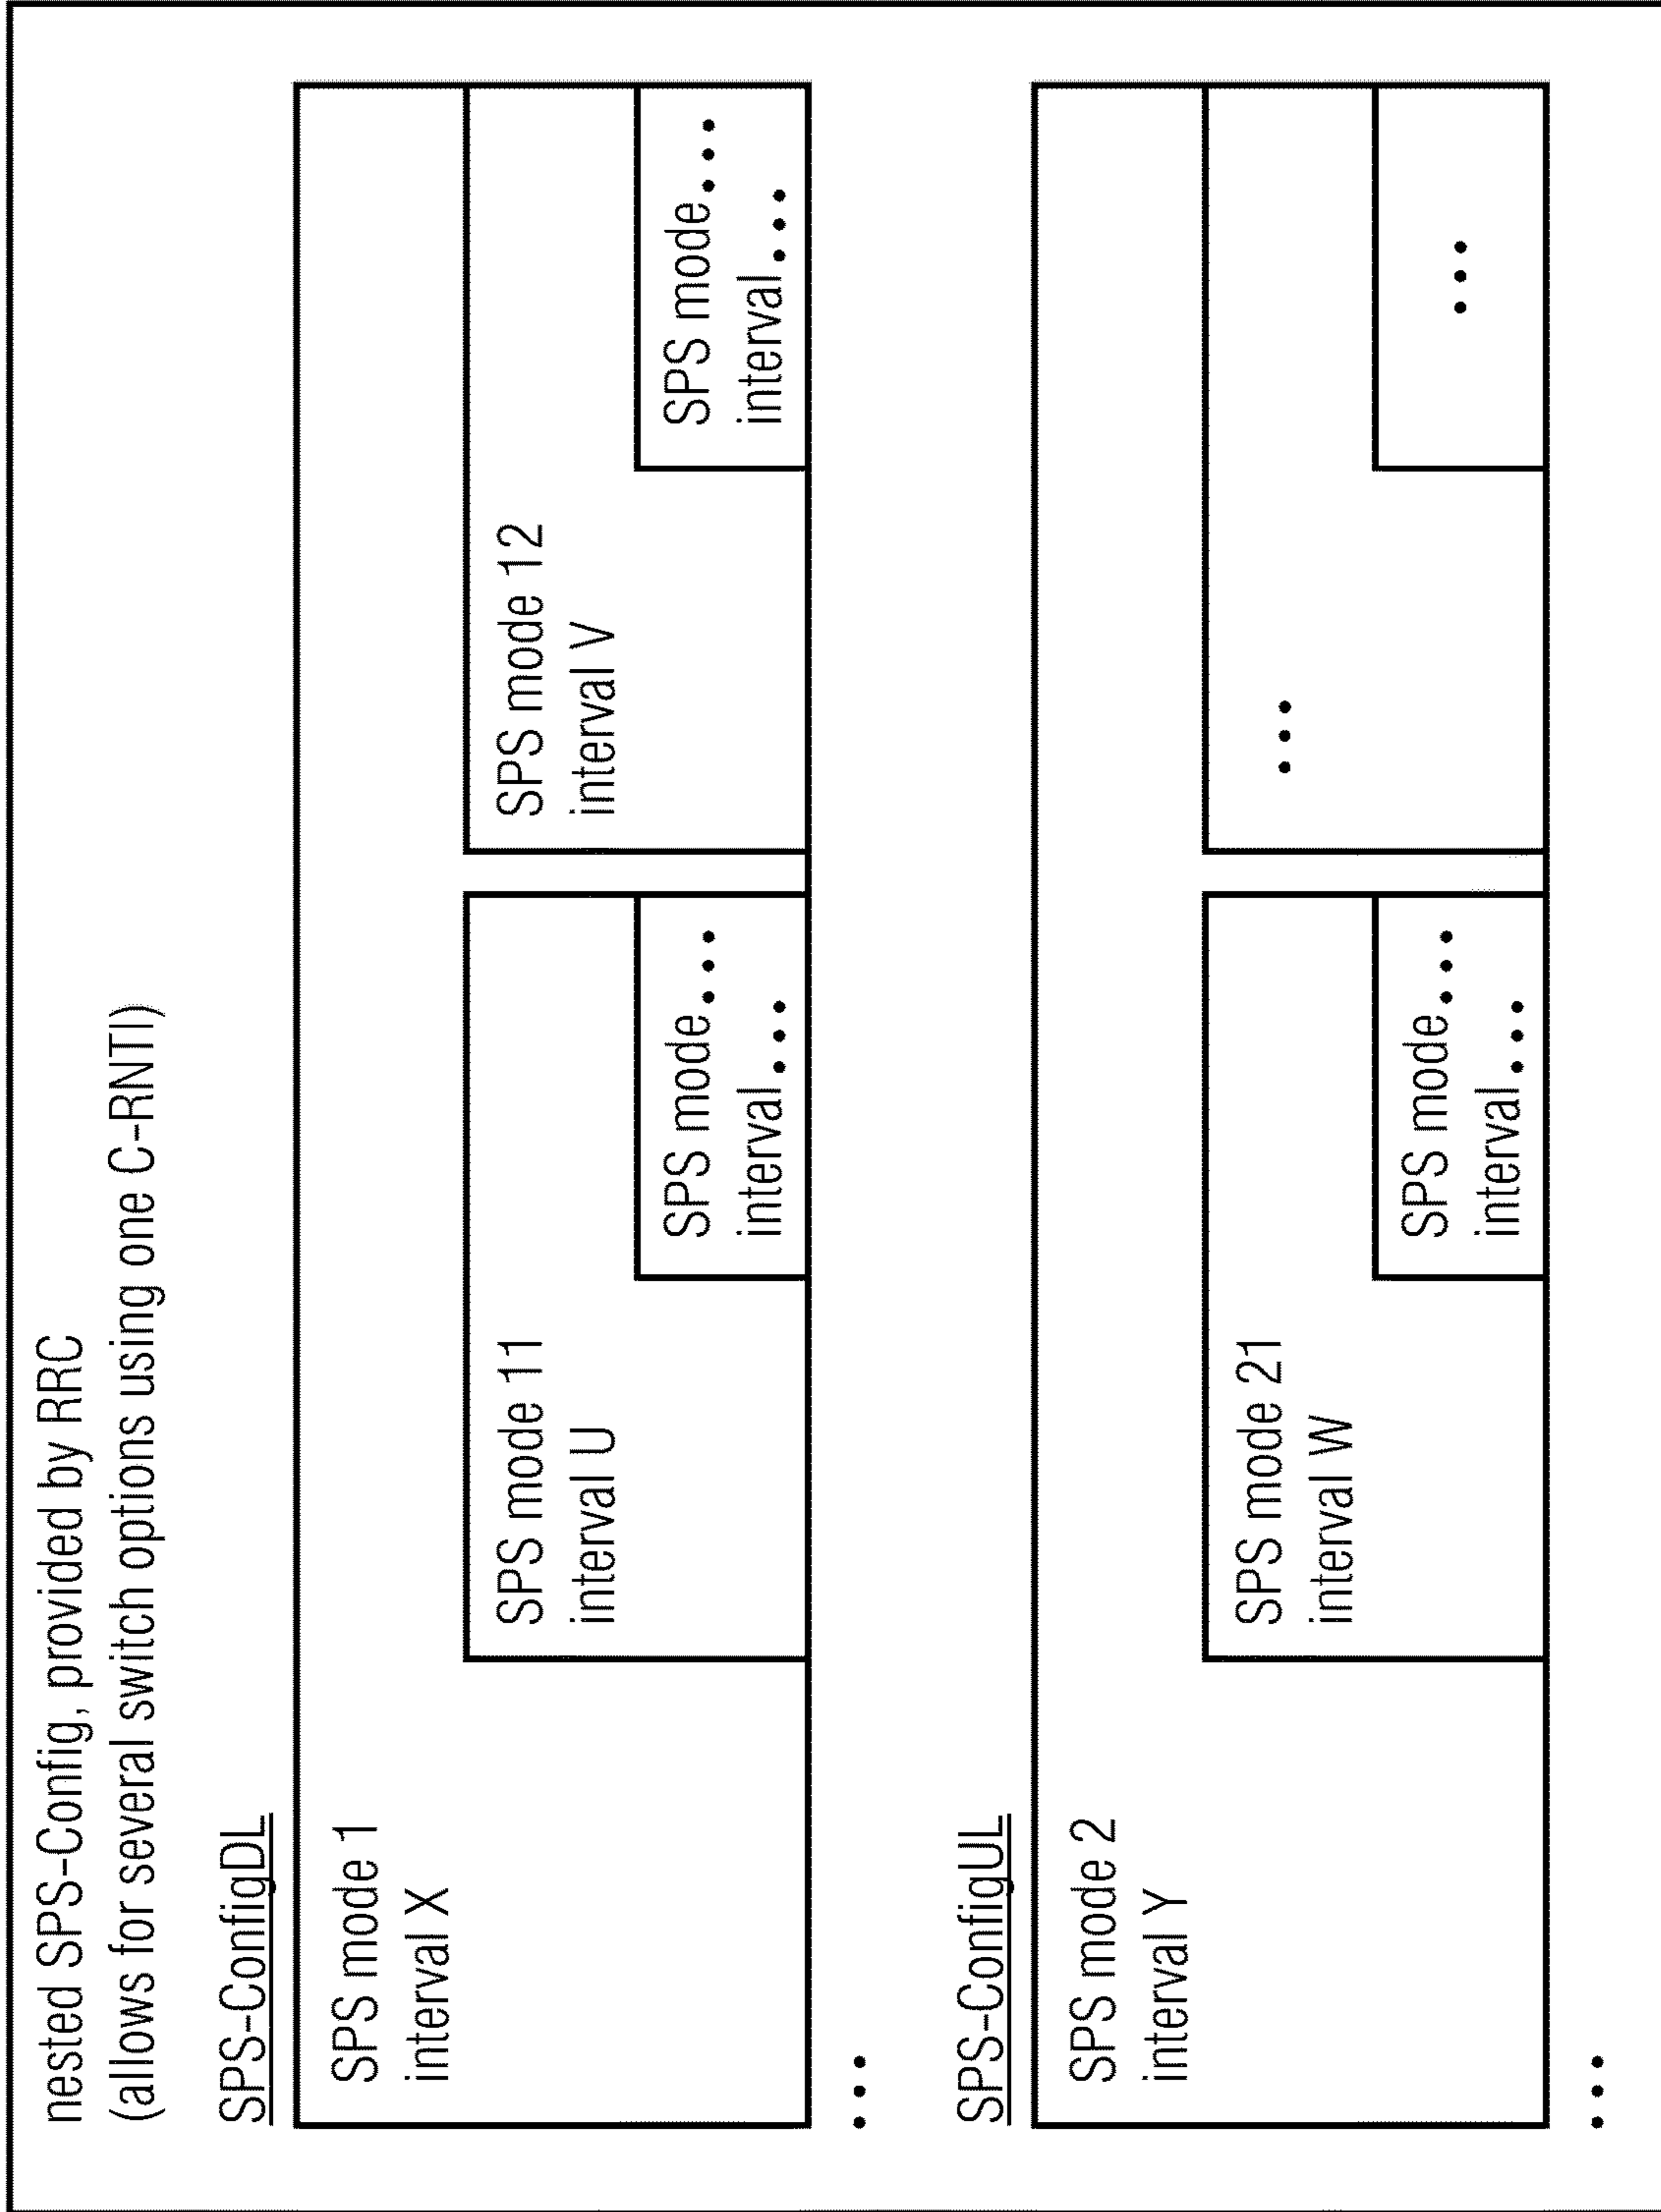 nested SPS-Config, provided by RRC
(allows for several switch options using one C-RNTI)
SPS-ConfigDL
SPS mode 1
interval X
SPS mode 11
interval U
SPS mode...
interval...
SPS mode 12
interval V
SPS mode...
interval...
...
SPS-ConfigUL
SPS mode 2
interval Y
SPS mode 21
interval W
SPS mode...
interval...
...
...
...